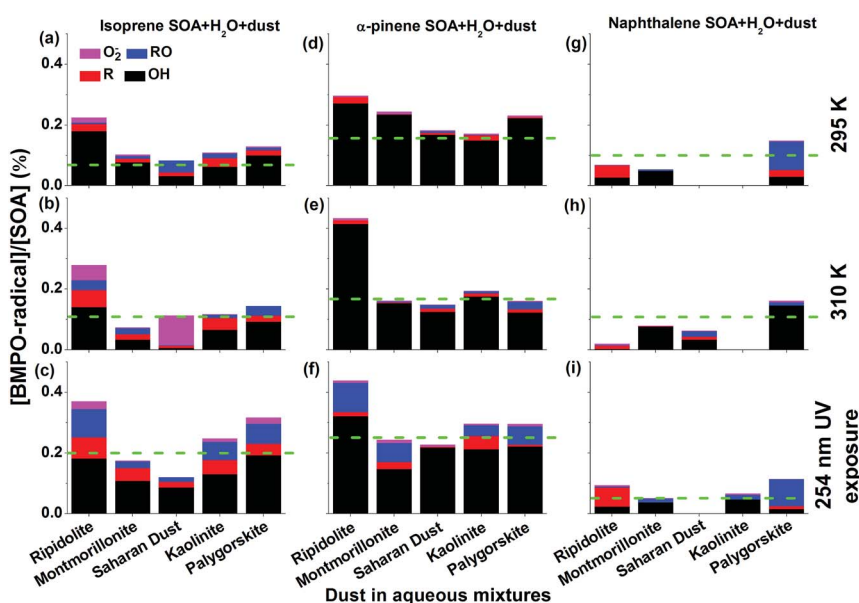 Isoprene SOA+H₂O+dust
α-pinene SOA+H₂O+dust
Naphthalene SOA+H₂O+dust
(a)
O₂⁻ RO
R OH
(d)
(g)
0.4
0.2
0.0
295 K
(b)
(e)
(h)
0.4
0.2
0.0
310 K
(c)
(f)
(i)
0.4
0.2
0.0
254 nm UV
exposure
[BMPO-radical]/[SOA] (%)
Ripidolite
Montmorillonite
Saharan Dust
Kaolinite
Palygorskite
Ripidolite
Montmorillonite
Saharan Dust
Kaolinite
Palygorskite
Ripidolite
Montmorillonite
Saharan Dust
Kaolinite
Palygorskite
Dust in aqueous mixtures